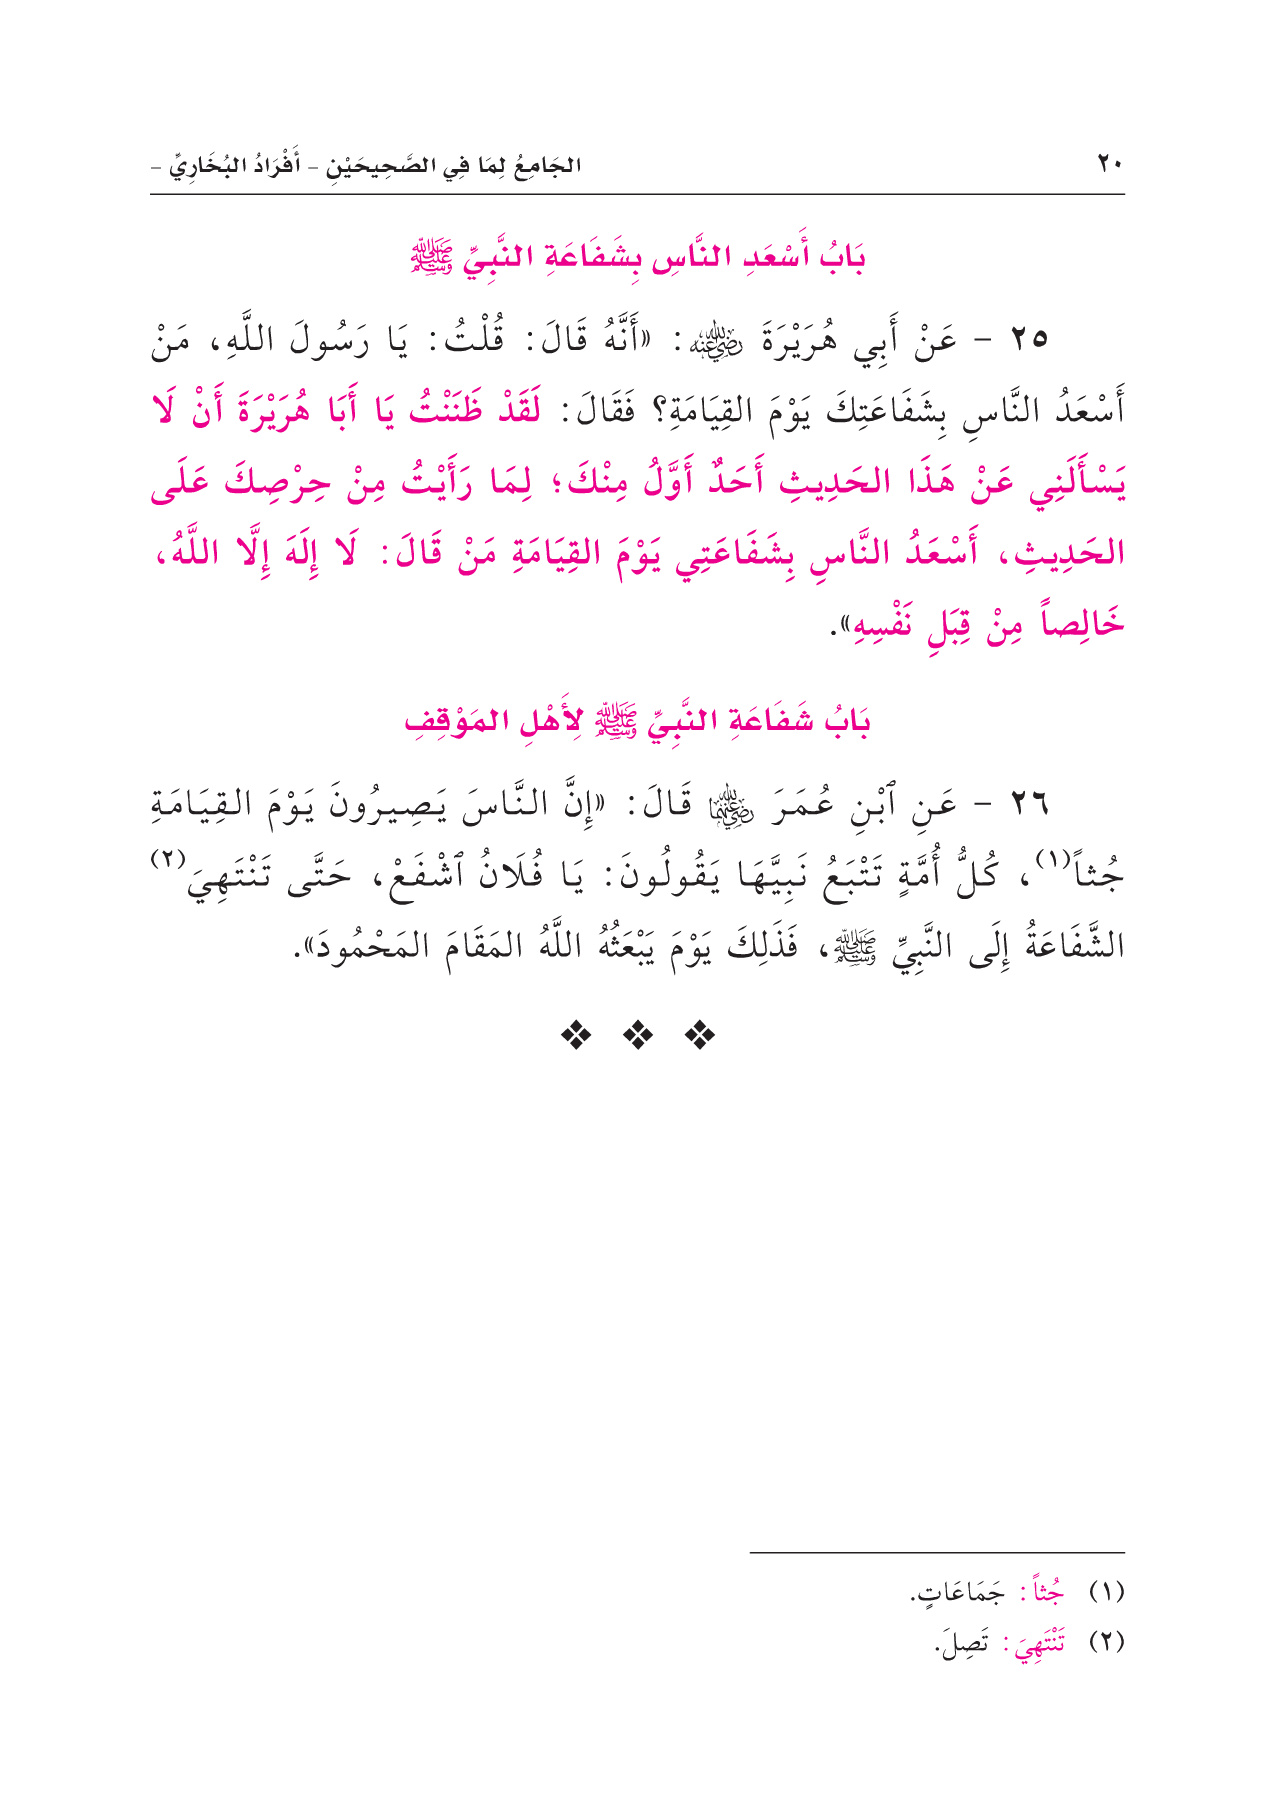 ٢٠
الجَامِعُ لِمَا فِي الصَّحِيحَيْنِ – أَفْرَادُ البُخَارِيِّ –
بَابُ أَسْعَدِ النَّاسِ بِشَفَاعَةِ النَّبِيِّ ﷺ
٢٥ – عَنْ أَبِي هُرَيْرَةَ رضي الله عنه: «أَنَّهُ قَالَ: قُلْتُ: يَا رَسُولَ اللَّهِ، مَنْ
أَسْعَدُ النَّاسِ بِشَفَاعَتِكَ يَوْمَ القِيَامَةِ؟ فَقَالَ: لَقَدْ ظَنَنْتُ يَا أَبَا هُرَيْرَةَ أَنْ لَا
يَسْأَلَنِي عَنْ هَذَا الحَدِيثِ أَحَدٌ أَوَّلُ مِنْكَ؛ لِمَا رَأَيْتُ مِنْ حِرْصِكَ عَلَى
الحَدِيثِ، أَسْعَدُ النَّاسِ بِشَفَاعَتِي يَوْمَ القِيَامَةِ مَنْ قَالَ: لَا إِلَهَ إِلَّا اللَّهُ،
خَالِصاً مِنْ قِبَلِ نَفْسِهِ».
بَابُ شَفَاعَةِ النَّبِيِّ ﷺ لِأَهْلِ المَوْقِفِ
٢٦ – عَنِ ٱبْنِ عُمَرَ رضي الله عنهما قَالَ: «إِنَّ النَّاسَ يَصِيرُونَ يَوْمَ القِيَامَةِ
جُثاً(١)، كُلُّ أُمَّةٍ تَتْبَعُ نَبِيَّهَا يَقُولُونَ: يَا فُلَانُ ٱشْفَعْ، حَتَّى تَنْتَهِيَ(٢)
الشَّفَاعَةُ إِلَى النَّبِيِّ ﷺ، فَذَلِكَ يَوْمَ يَبْعَثُهُ اللَّهُ المَقَامَ المَحْمُودَ».
(١) جُثاً: جَمَاعَاتٍ.
(٢) تَنْتَهِيَ: تَصِلَ.